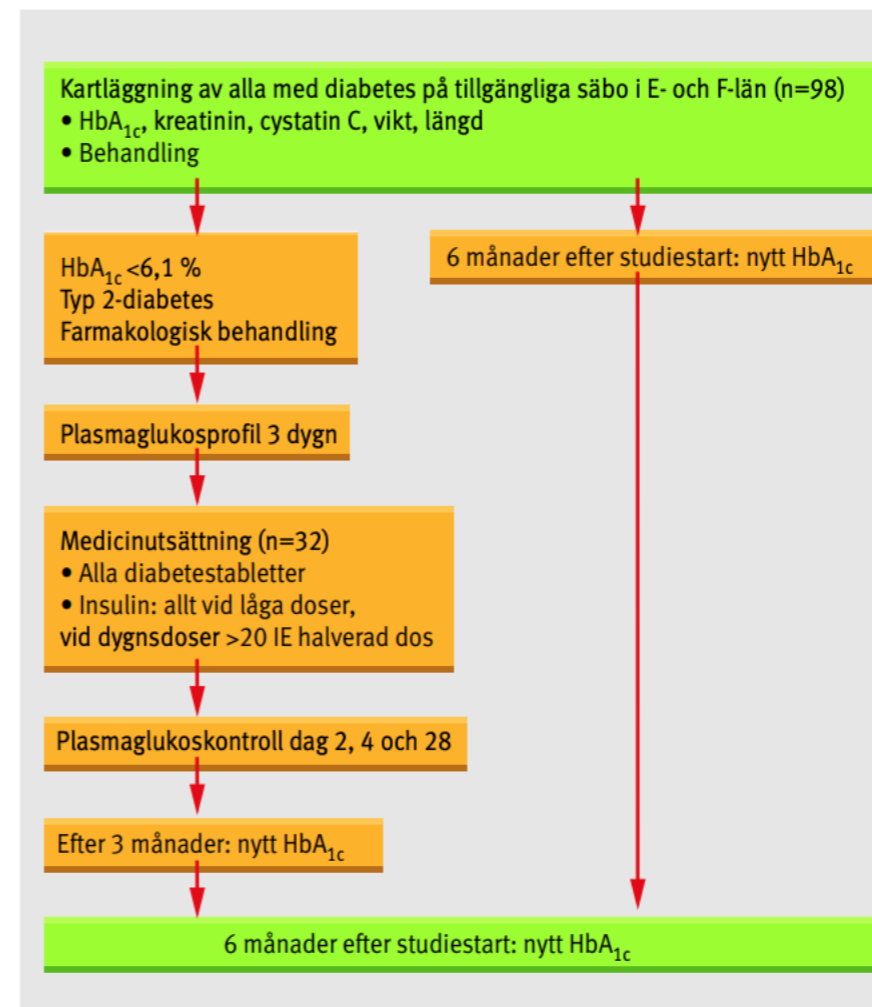 Kartläggning av alla med diabetes på tillgängliga säbo i E- och F-län (n=98)
• HbA1c, kreatinin, cystatin C, vikt, längd
• Behandling
HbA1c <6,1 %
Typ 2-diabetes
Farmakologisk behandling
6 månader efter studiestart: nytt HbA1c
Plasmaglukosprofil 3 dygn
Medicinutsättning (n=32)
• Alla diabetestabletter
• Insulin: allt vid låga doser,
vid dygnsdoser >20 IE halverad dos
Plasmaglukoskontroll dag 2, 4 och 28
Efter 3 månader: nytt HbA1c
6 månader efter studiestart: nytt HbA1c